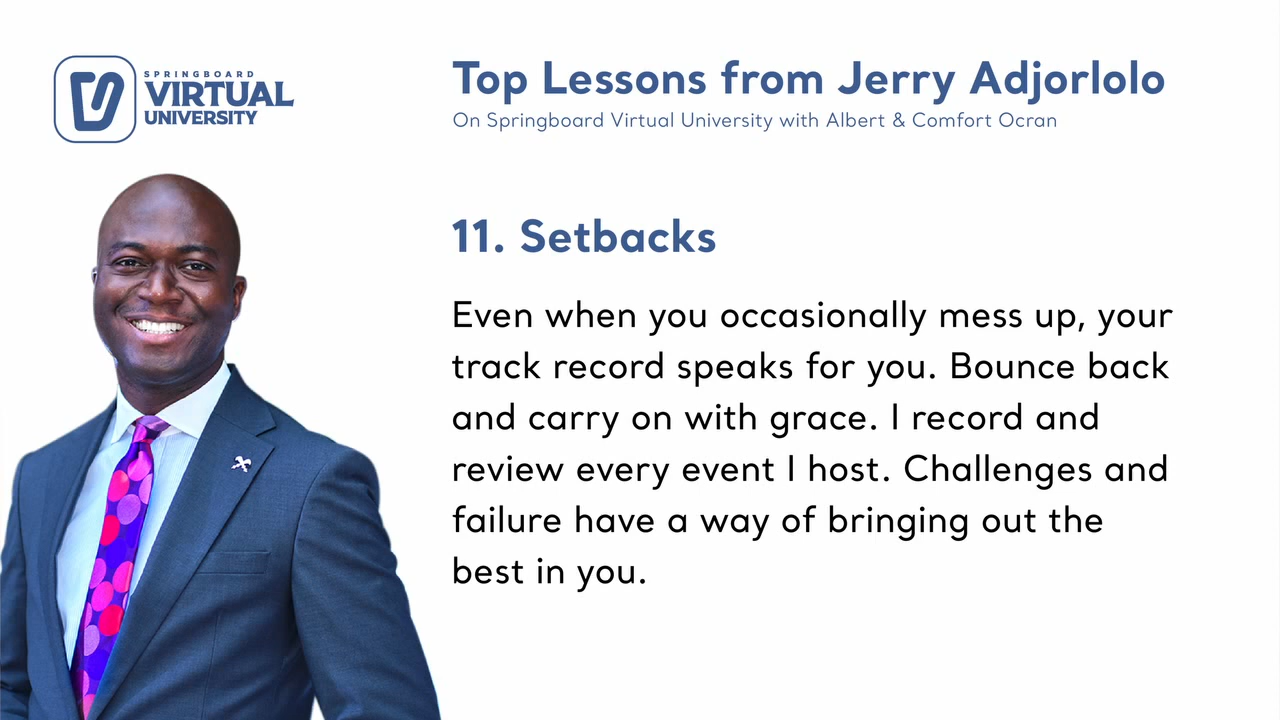 SPRINGBOARD
VIRTUAL
UNIVERSITY
Top Lessons from Jerry Adjorlolo
On Springboard Virtual University with Albert & Comfort Ocran
11. Setbacks
Even when you occasionally mess up, your
track record speaks for you. Bounce back
and carry on with grace. I record and
review every event I host. Challenges and
failure have a way of bringing out the
best in you.